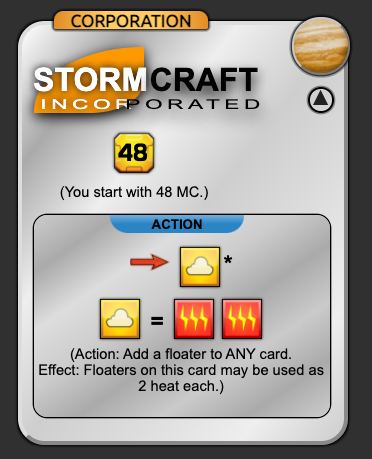 CORPORATION
STORMCRAFT
INCORPORATED
48
(You start with 48 MC.)
ACTION
*
=
(Action: Add a floater to ANY card.
Effect: Floaters on this card may be used as
2 heat each.)